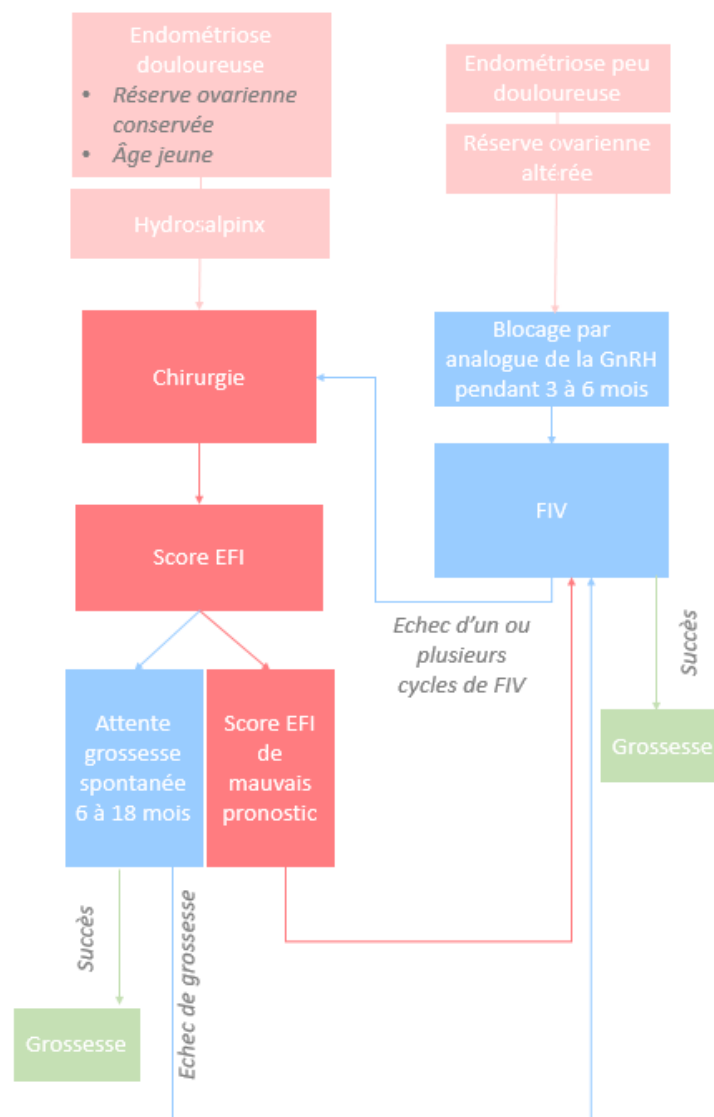 Endométriose
douloureuse
• Réserve ovarienne
conservée
• Âge jeune
Hydrosalpinx
Chirurgie
Score EFI
Attente
grossesse
spontanée
6 à 18 mois
Score EFI
de
mauvais
pronostic
Succès
Echec de grossesse
Grossesse
Endométriose peu
douloureuse
Réserve ovarienne
altérée
Blocage par
analogue de la GnRH
pendant 3 à 6 mois
FIV
Echec d’un ou
plusieurs
cycles de FIV
Succès
Grossesse